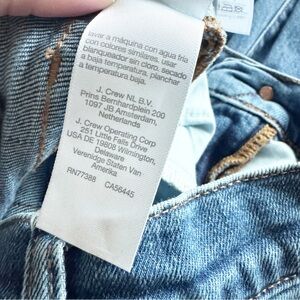 lavar a máquina con agua fría
con colores similares. usar
blanqueador sin cloro. secado
a baja temperatura. planchar
a temperatura baja.
J. Crew NL B.V.
Prins Bernhardplein 200
1097 JB Amsterdam,
Netherlands
J. Crew Operating Corp
251 Little Falls Drive
USA DE 19808 Wilmington,
Delaware
Verenidge Staten Van
Amerika
RN77388 CA56445